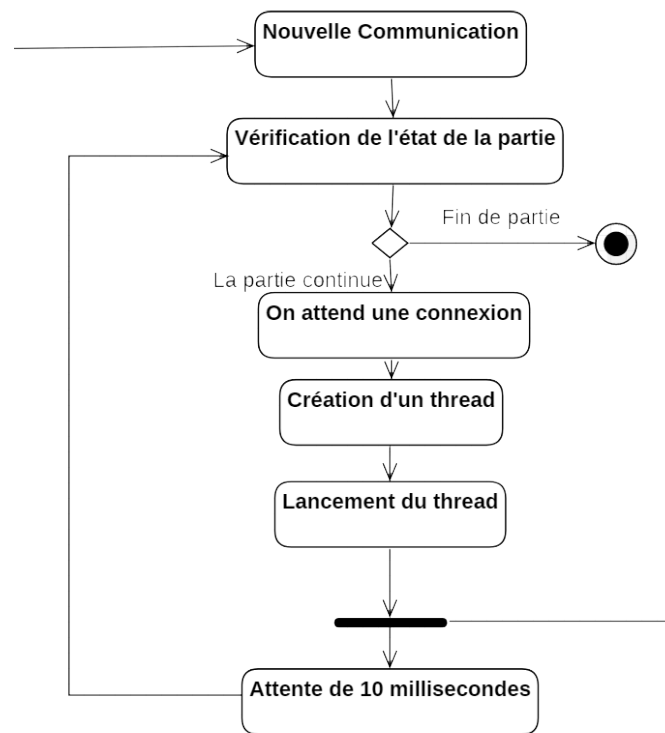 Nouvelle Communication
Vérification de l'état de la partie
Fin de partie
La partie continue
On attend une connexion
Création d'un thread
Lancement du thread
Attente de 10 millisecondes